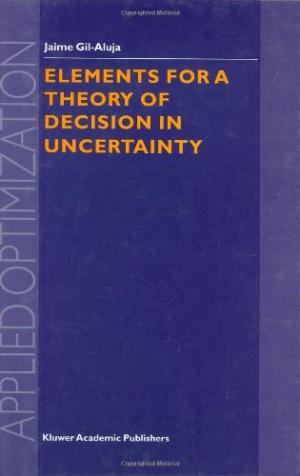 Jaime Gil-Aluja
ELEMENTS FOR A
THEORY OF
DECISION IN
UNCERTAINTY
APPLIED OPTIMIZATION
Kluwer Academic Publishers